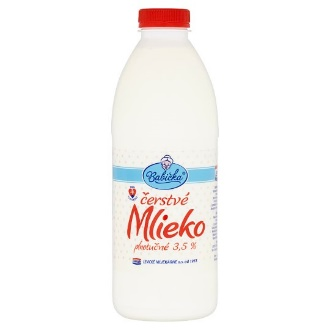 Babička
čerstvé
Mlieko
plnotučné 3,5 %